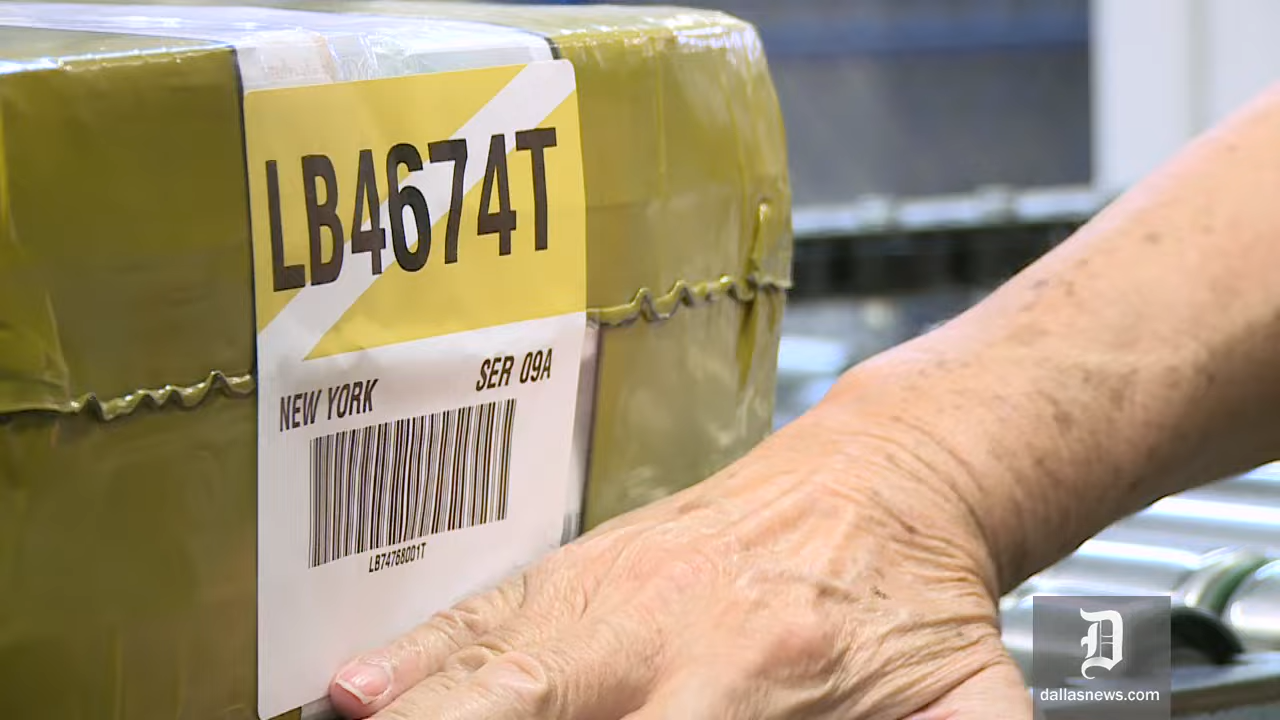 LB4674T
SER 09A
NEW YORK
LB74768001T
D
dallasnews.com